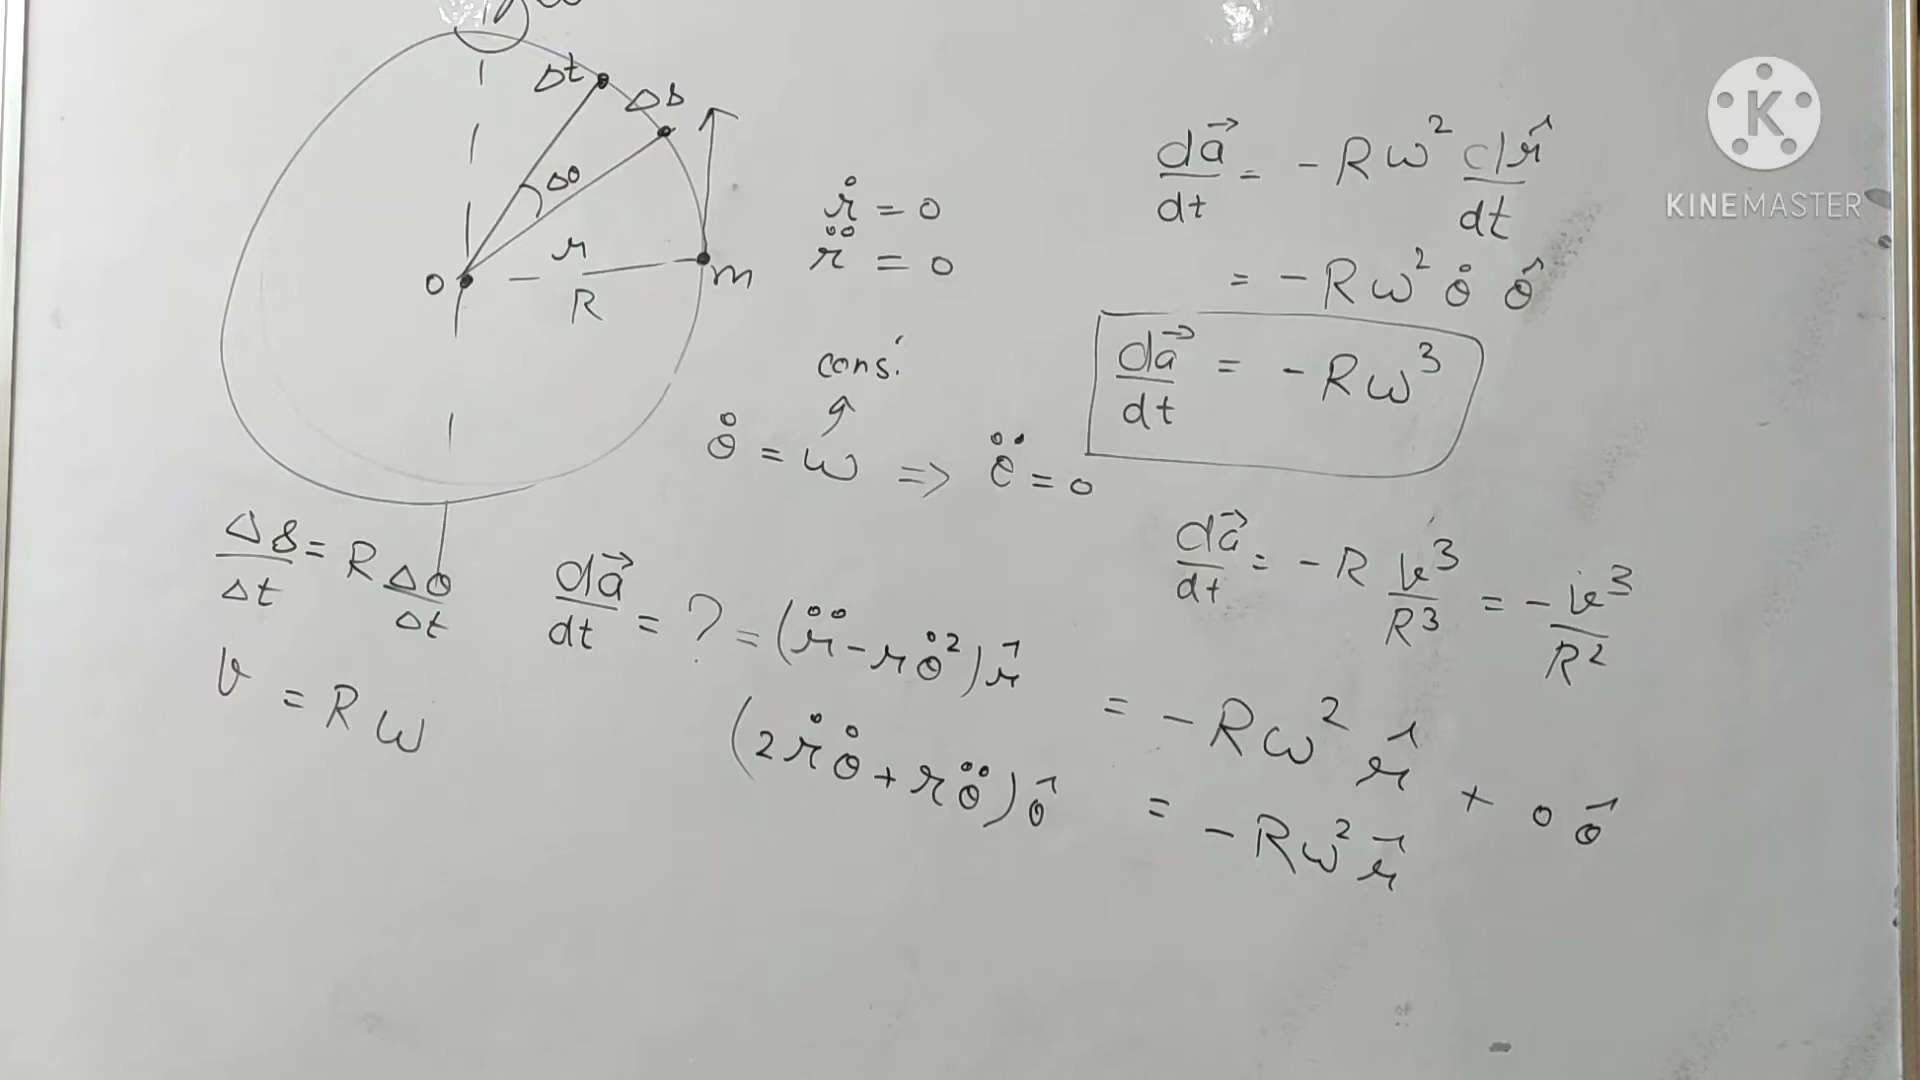 Δt
Δs
Δθ
r
O
R
m
ṙ = 0
r̈ = 0
cons.
θ̇ = ω => θ̈ = 0
Δs/Δt = R Δθ/Δt
v = Rω
da⃗/dt = ? = (r̈ - rθ̇²) r̂
(2ṙθ̇ + rθ̈) θ̂
da⃗/dt = - Rω² dr̂/dt
= - Rω² θ̇ θ̂
da⃗/dt = - Rω³
da⃗/dt = - R v³/R³ = - v³/R²
= - Rω² r̂ + 0 θ̂
= - Rω² r̂
K
KINEMASTER